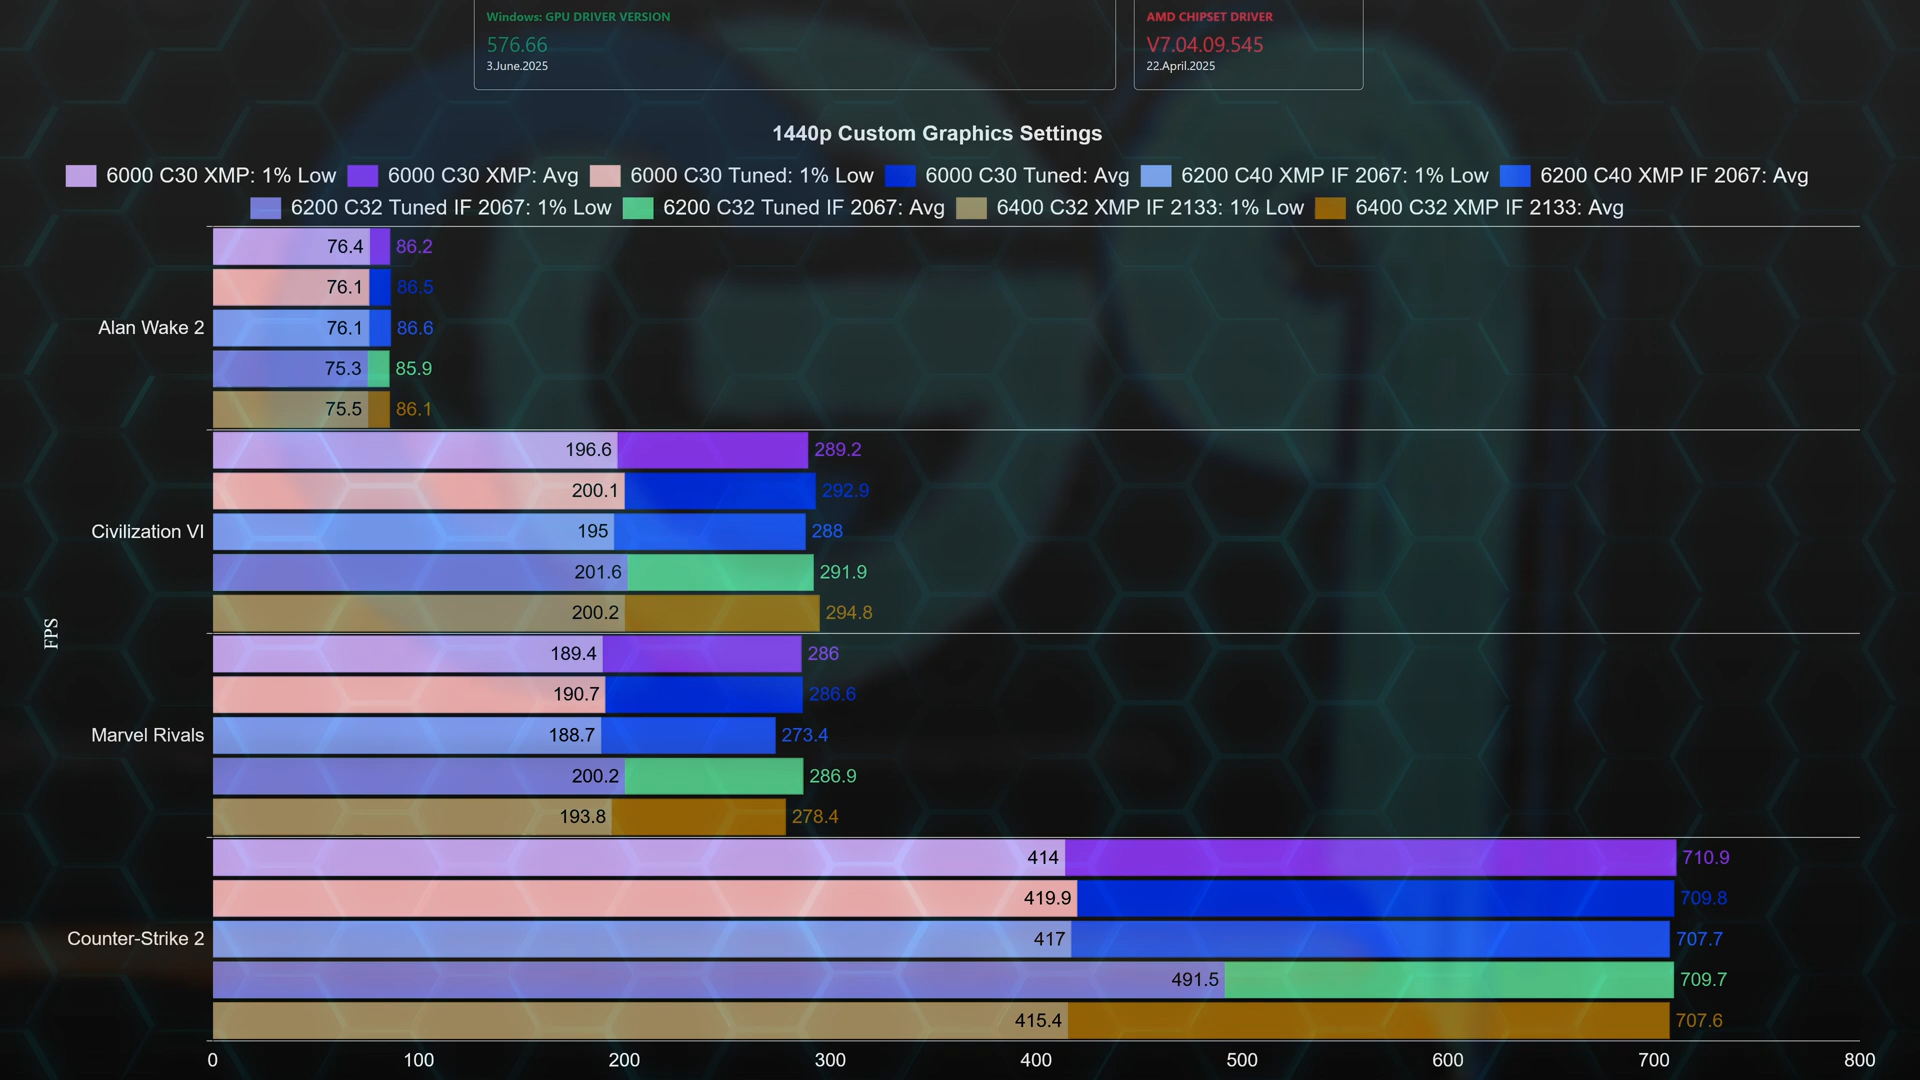 Windows: GPU DRIVER VERSION
576.66
3.June.2025
AMD CHIPSET DRIVER
V7.04.09.545
22.April.2025
1440p Custom Graphics Settings
6000 C30 XMP: 1% Low 6000 C30 XMP: Avg 6000 C30 Tuned: 1% Low 6000 C30 Tuned: Avg 6200 C40 XMP IF 2067: 1% Low 6200 C40 XMP IF 2067: Avg
6200 C32 Tuned IF 2067: 1% Low 6200 C32 Tuned IF 2067: Avg 6400 C32 XMP IF 2133: 1% Low 6400 C32 XMP IF 2133: Avg
FPS
Alan Wake 2
76.4 86.2
76.1 86.5
76.1 86.6
75.3 85.9
75.5 86.1
Civilization VI
196.6 289.2
200.1 292.9
195 288
201.6 291.9
200.2 294.8
Marvel Rivals
189.4 286
190.7 286.6
188.7 273.4
200.2 286.9
193.8 278.4
Counter-Strike 2
414 710.9
419.9 709.8
417 707.7
491.5 709.7
415.4 707.6
0 100 200 300 400 500 600 700 800